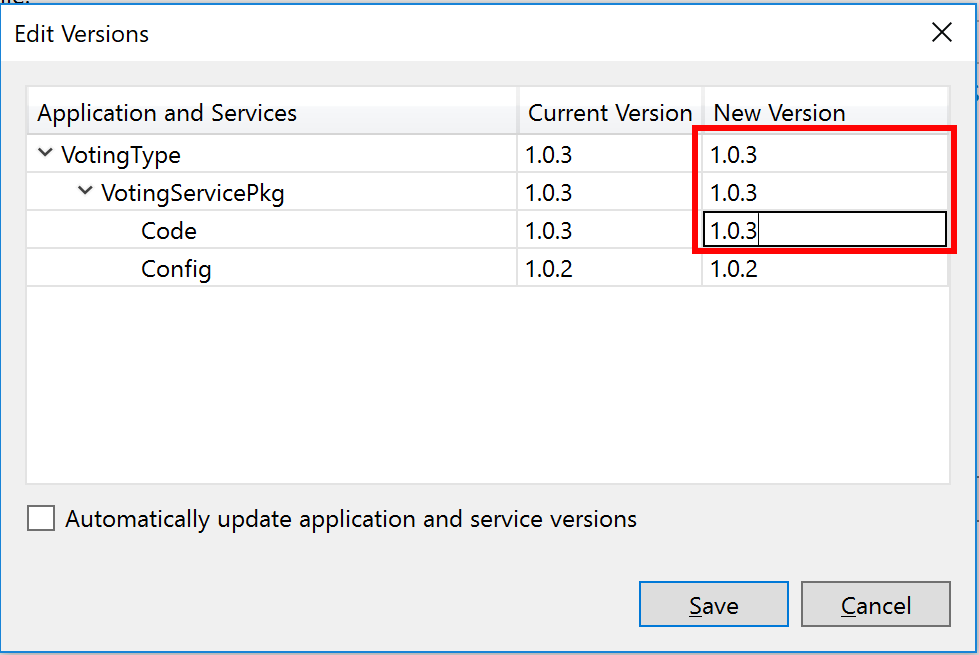 Edit Versions
Application and Services Current Version New Version
VotingType 1.0.3 1.0.3
VotingServicePkg 1.0.3 1.0.3
Code 1.0.3 1.0.3
Config 1.0.2 1.0.2
Automatically update application and service versions
Save Cancel